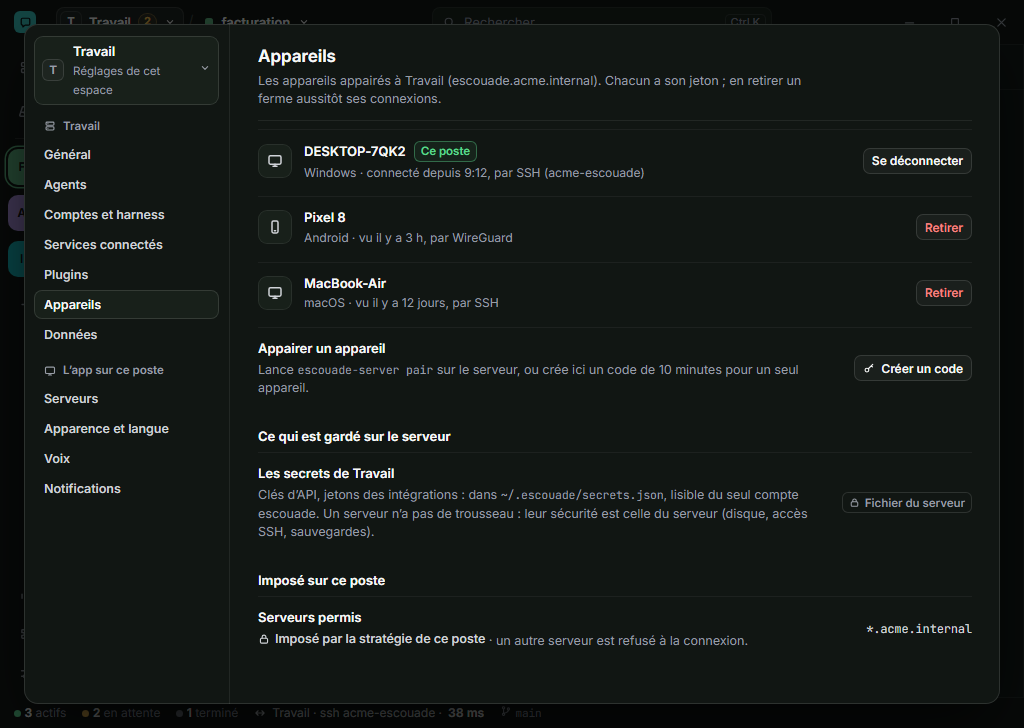 T Travail 2 / facturation
Rechercher Ctrl K
T
Travail
Réglages de cet
espace
Travail
Général
Agents
Comptes et harness
Services connectés
Plugins
Appareils
Données
L’app sur ce poste
Serveurs
Apparence et langue
Voix
Notifications
Appareils
Les appareils appairés à Travail (escouade.acme.internal). Chacun a son jeton ; en retirer un
ferme aussitôt ses connexions.
DESKTOP-7QK2 Ce poste
Windows · connecté depuis 9:12, par SSH (acme-escouade)
Se déconnecter
Pixel 8
Android · vu il y a 3 h, par WireGuard
Retirer
MacBook-Air
macOS · vu il y a 12 jours, par SSH
Retirer
Appairer un appareil
Lance escouade-server pair sur le serveur, ou crée ici un code de 10 minutes pour un seul
appareil.
Créer un code
Ce qui est gardé sur le serveur
Les secrets de Travail
Clés d’API, jetons des intégrations : dans ~/.escouade/secrets.json, lisible du seul compte
escouade. Un serveur n’a pas de trousseau : leur sécurité est celle du serveur (disque, accès
SSH, sauvegardes).
Fichier du serveur
Imposé sur ce poste
Serveurs permis
Imposé par la stratégie de ce poste · un autre serveur est refusé à la connexion.
*.acme.internal
3 actifs 2 en attente 1 terminé Travail · ssh acme-escouade · 38 ms main